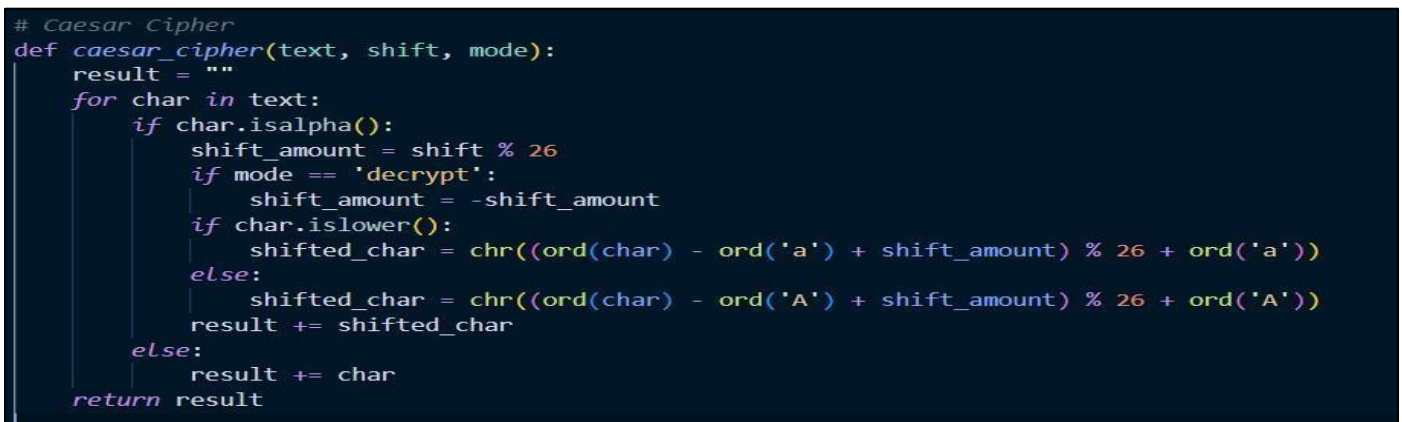 # Caesar Cipher
def caesar_cipher(text, shift, mode):
    result = ""
    for char in text:
        if char.isalpha():
            shift_amount = shift % 26
            if mode == 'decrypt':
                shift_amount = -shift_amount
            if char.islower():
                shifted_char = chr((ord(char) - ord('a') + shift_amount) % 26 + ord('a'))
            else:
                shifted_char = chr((ord(char) - ord('A') + shift_amount) % 26 + ord('A'))
            result += shifted_char
        else:
            result += char
    return result